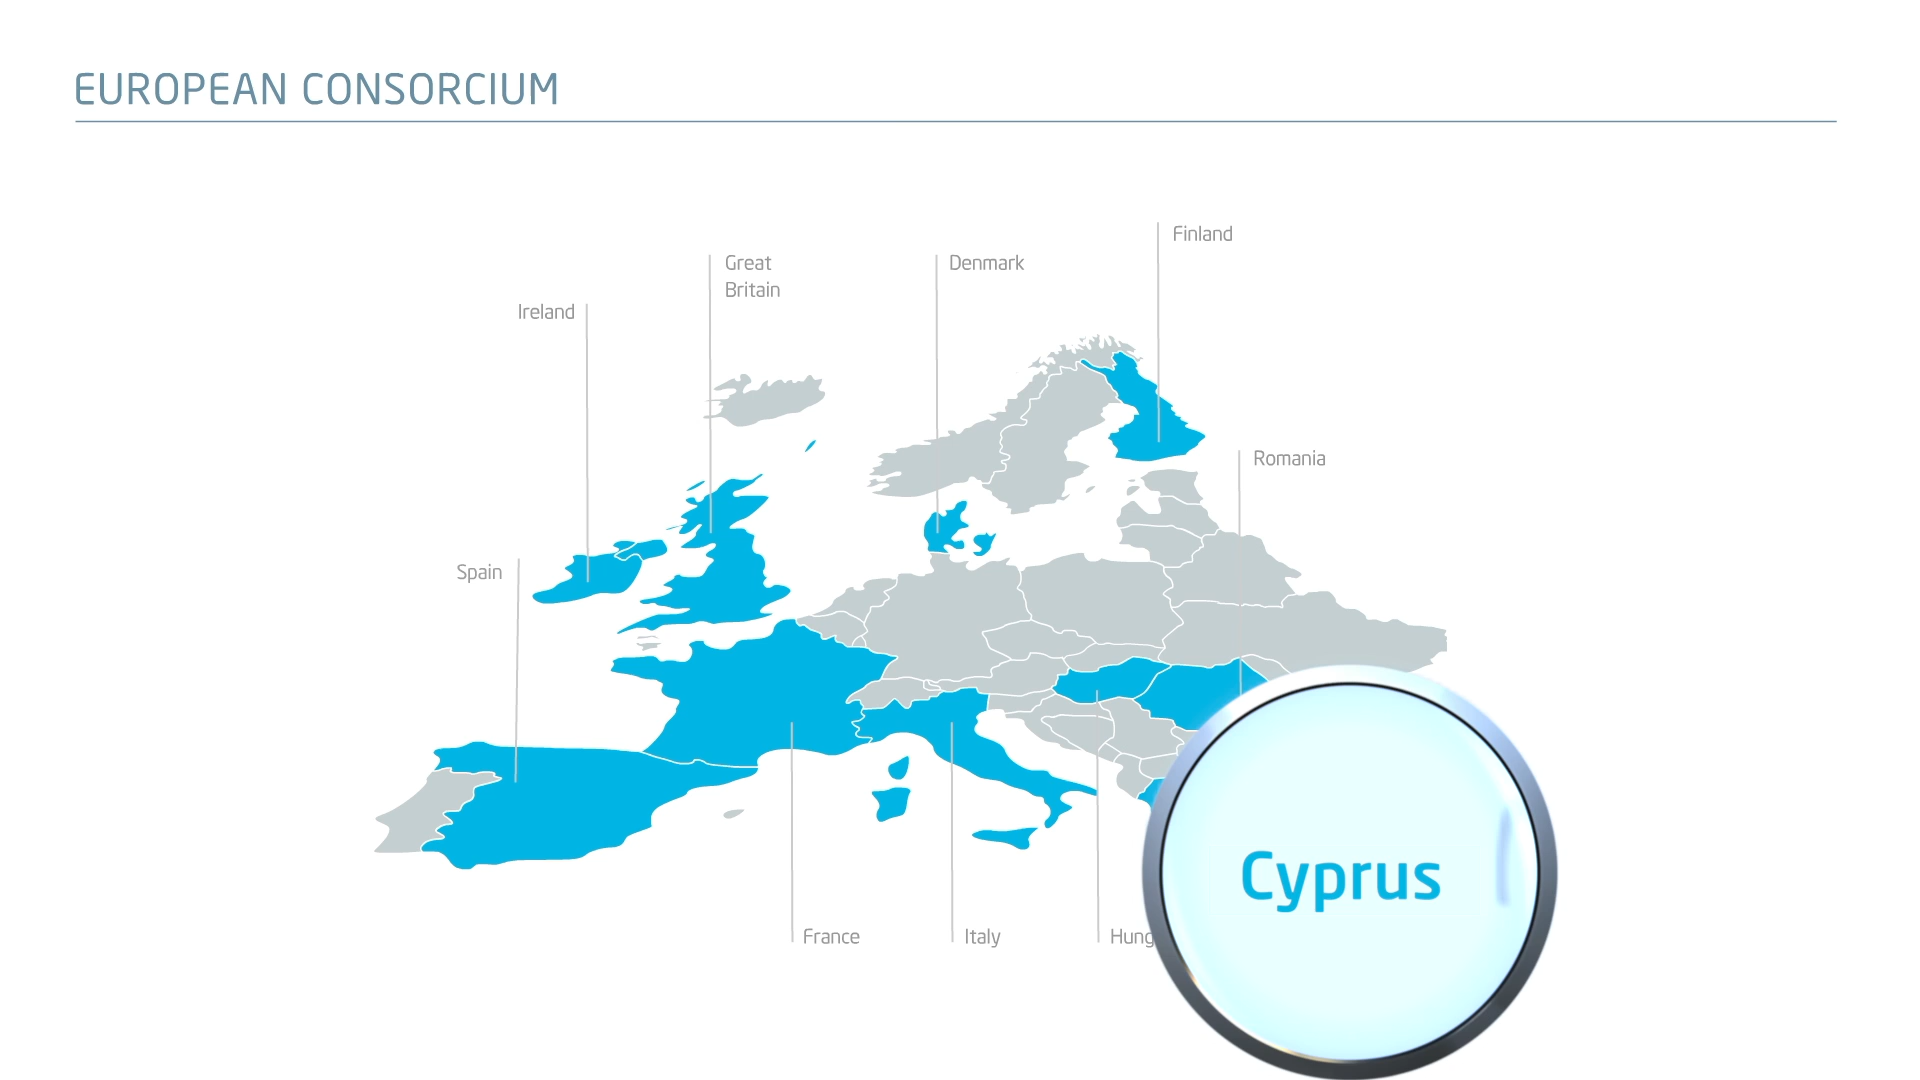 EUROPEAN CONSORCIUM
Finland
Great
Britain
Denmark
Ireland
Romania
Spain
Cyprus
France
Italy